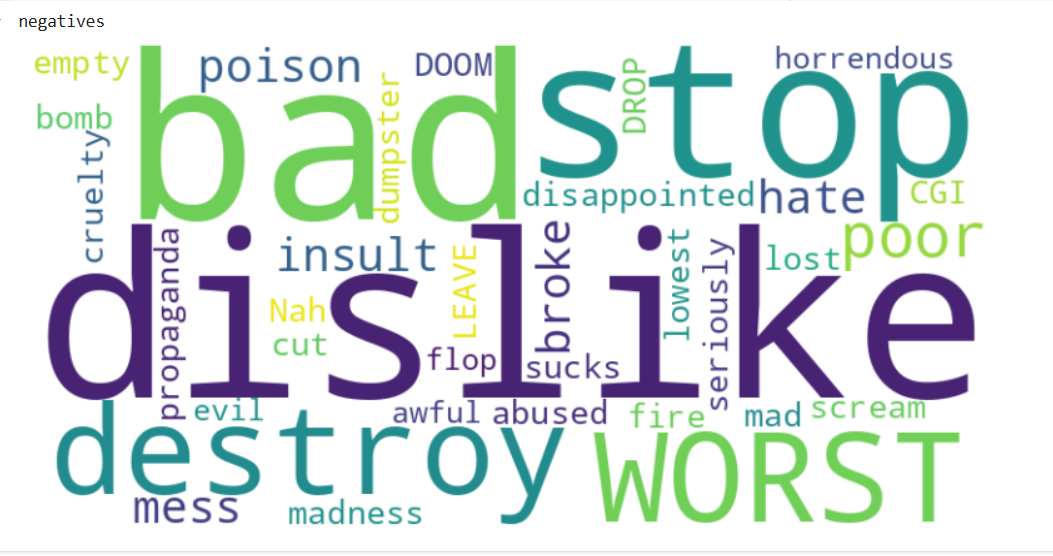 negatives
empty
poison
DOOM
horrendous
bad
stop
DROP
bomb
dumpster
cruelty
disappointed
hate
CGI
dislike
propaganda
insult
LEAVE
broke
lowest
seriously
lost
poor
Nah
cut
flop
sucks
evil
awful
abused
fire
mad
scream
destroy
WORST
mess
madness